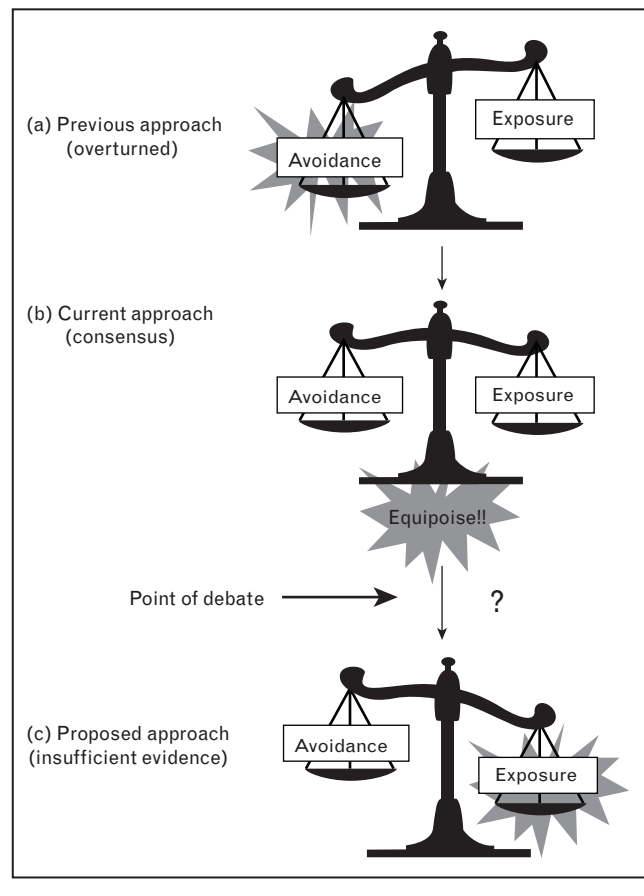 (a) Previous approach
(overturned)
Avoidance
Exposure
(b) Current approach
(consensus)
Avoidance
Exposure
Equipoise!!
Point of debate
?
(c) Proposed approach
(insufficient evidence)
Avoidance
Exposure